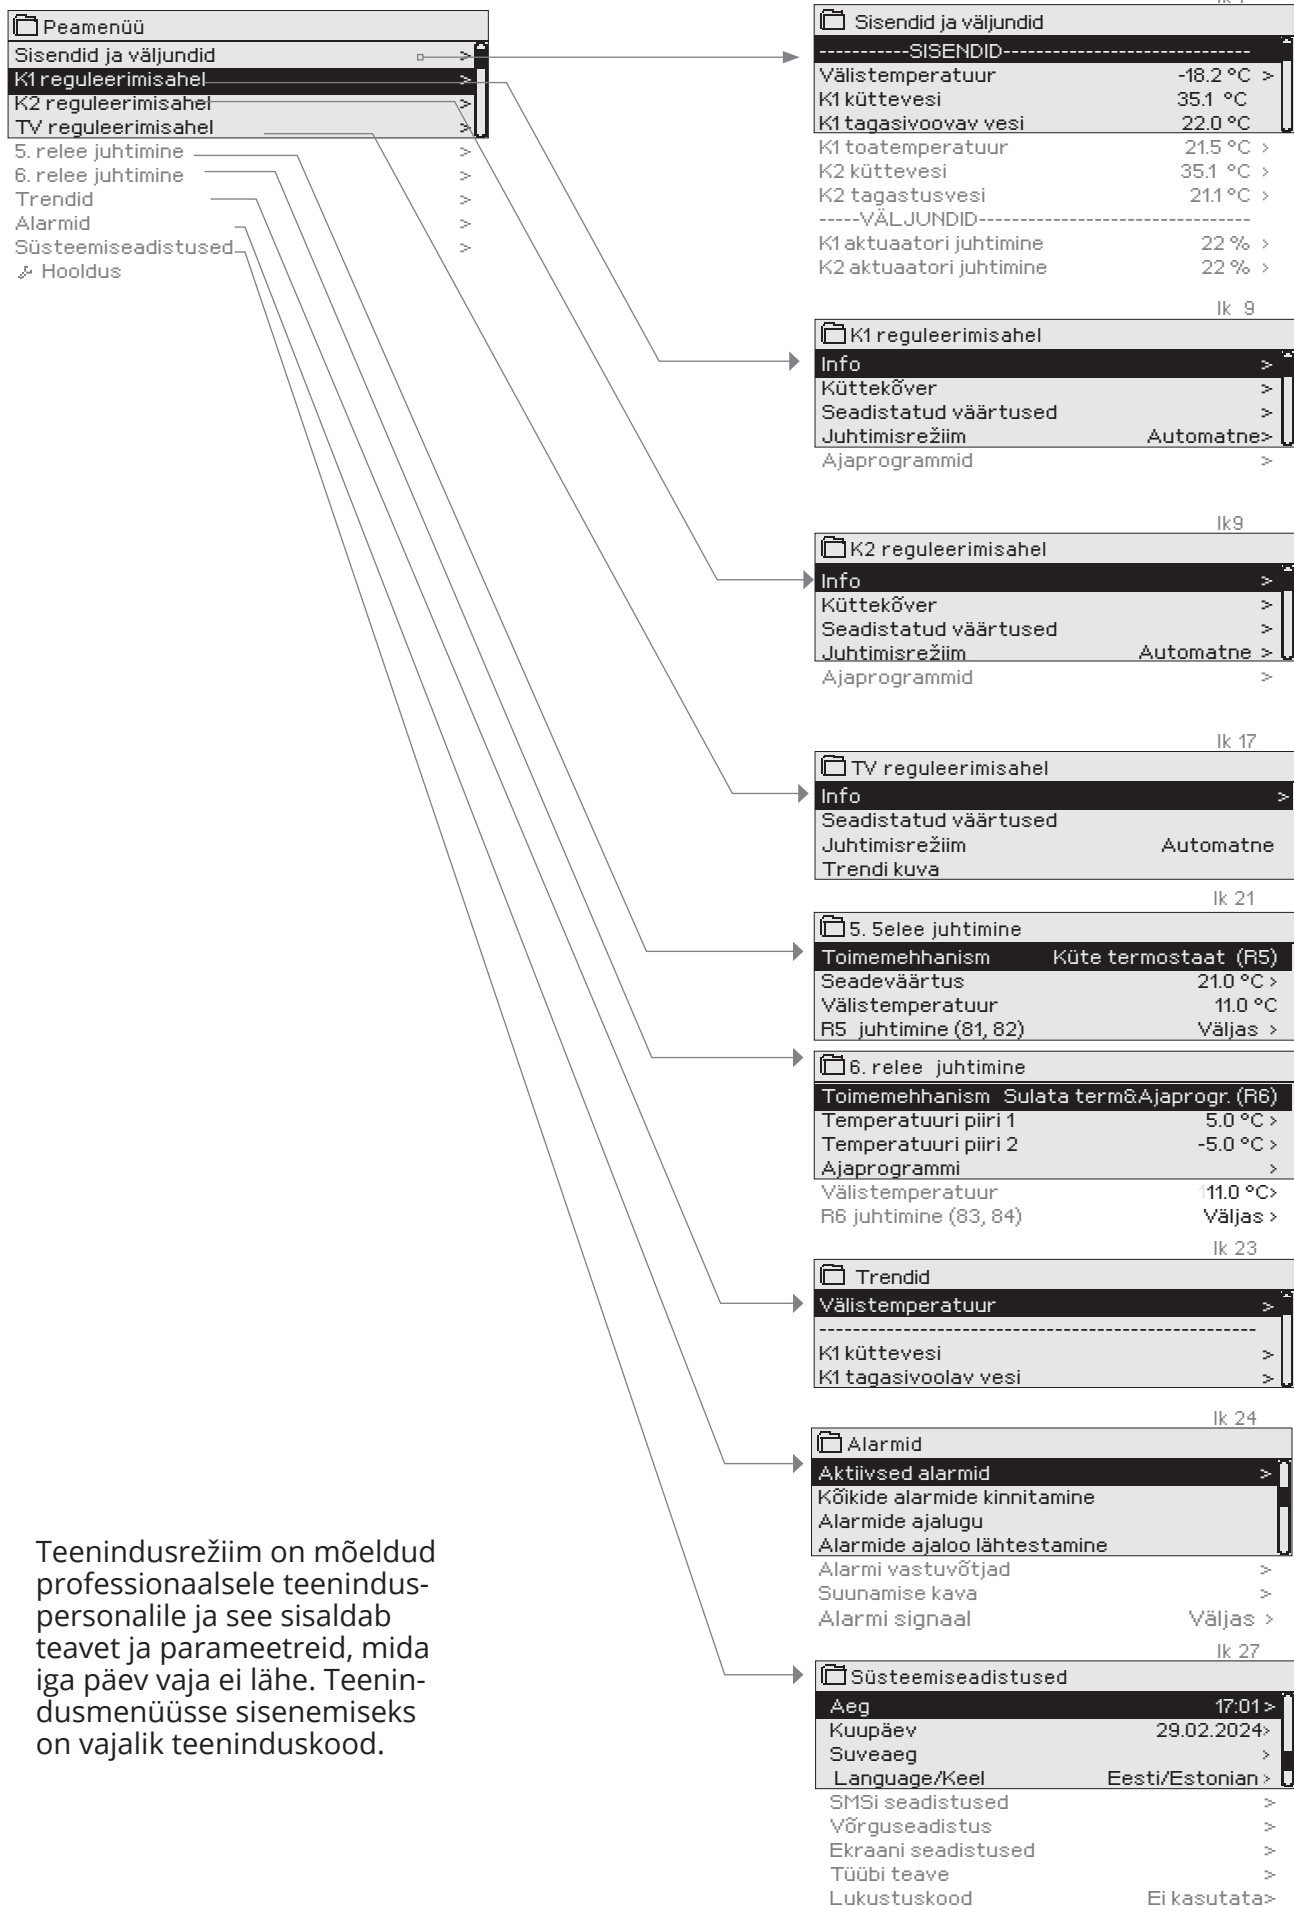 Peamenüü
Sisendid ja väljundid >
K1 reguleerimisahel >
K2 reguleerimisahel >
TV reguleerimisahel >
5. relee juhtimine >
6. relee juhtimine >
Trendid >
Alarmid >
Süsteemiseadistused >
Hooldus
Teenindusrežiim on mõeldud
professionaalsele teenindus-
personalile ja see sisaldab
teavet ja parameetreid, mida
iga päev vaja ei lähe. Teenin-
dusmenüüsse sisenemiseks
on vajalik teeninduskood.
Sisendid ja väljundid
-----------SISENDID------------------------------
Välistemperatuur -18.2 °C >
K1 küttevesi 35.1 °C
K1 tagasivoovav vesi 22.0 °C
K1 toatemperatuur 21.5 °C >
K2 küttevesi 35.1 °C >
K2 tagastusvesi 21.1 °C >
-----VÄLJUNDID---------------------------------
K1 aktuaatori juhtimine 22 % >
K2 aktuaatori juhtimine 22 % >
lk 9
K1 reguleerimisahel
Info >
Küttekõver >
Seadistatud väärtused >
Juhtimisrežiim Automatne>
Ajaprogrammid >
lk9
K2 reguleerimisahel
Info >
Küttekõver >
Seadistatud väärtused >
Juhtimisrežiim Automatne >
Ajaprogrammid >
lk 17
TV reguleerimisahel
Info >
Seadistatud väärtused
Juhtimisrežiim Automatne
Trendi kuva
lk 21
5. 5elee juhtimine
Toimemehhanism Küte termostaat (R5)
Seadeväärtus 21.0 °C >
Välistemperatuur 11.0 °C
R5 juhtimine (81, 82) Väljas >
6. relee juhtimine
Toimemehhanism Sulata term&Ajaprogr. (R6)
Temperatuuri piiri 1 5.0 °C >
Temperatuuri piiri 2 -5.0 °C >
Ajaprogrammi >
Välistemperatuur 11.0 °C>
R6 juhtimine (83, 84) Väljas >
lk 23
Trendid
Välistemperatuur >
-----------------------------------------------------
K1 küttevesi >
K1 tagasivoolav vesi >
lk 24
Alarmid
Aktiivsed alarmid >
Kõikide alarmide kinnitamine
Alarmide ajalugu
Alarmide ajaloo lähtestamine
Alarmi vastuvõtjad >
Suunamise kava >
Alarmi signaal Väljas >
lk 27
Süsteemiseadistused
Aeg 17:01 >
Kuupäev 29.02.2024>
Suveaeg >
Language/Keel Eesti/Estonian >
SMSi seadistused >
Võrguseadistus >
Ekraani seadistused >
Tüübi teave >
Lukustuskood Ei kasutata>